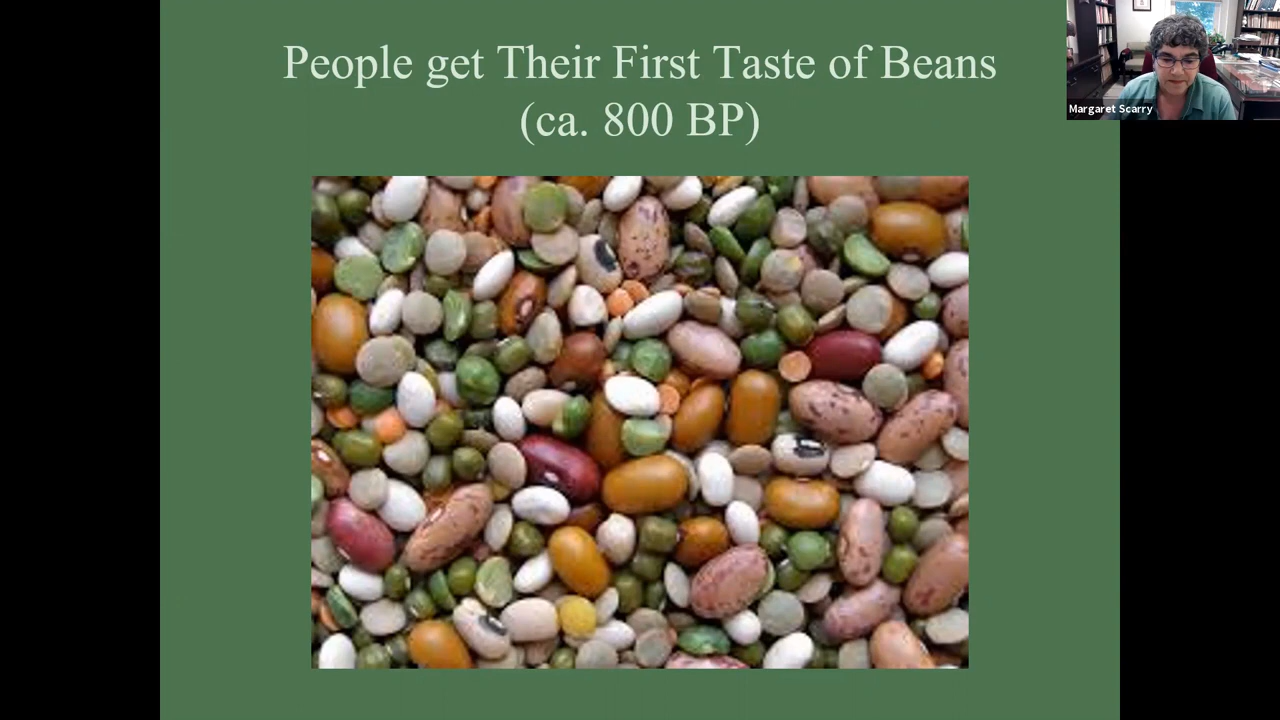 People get Their First Taste of Beans
(ca. 800 BP)
Margaret Scarry